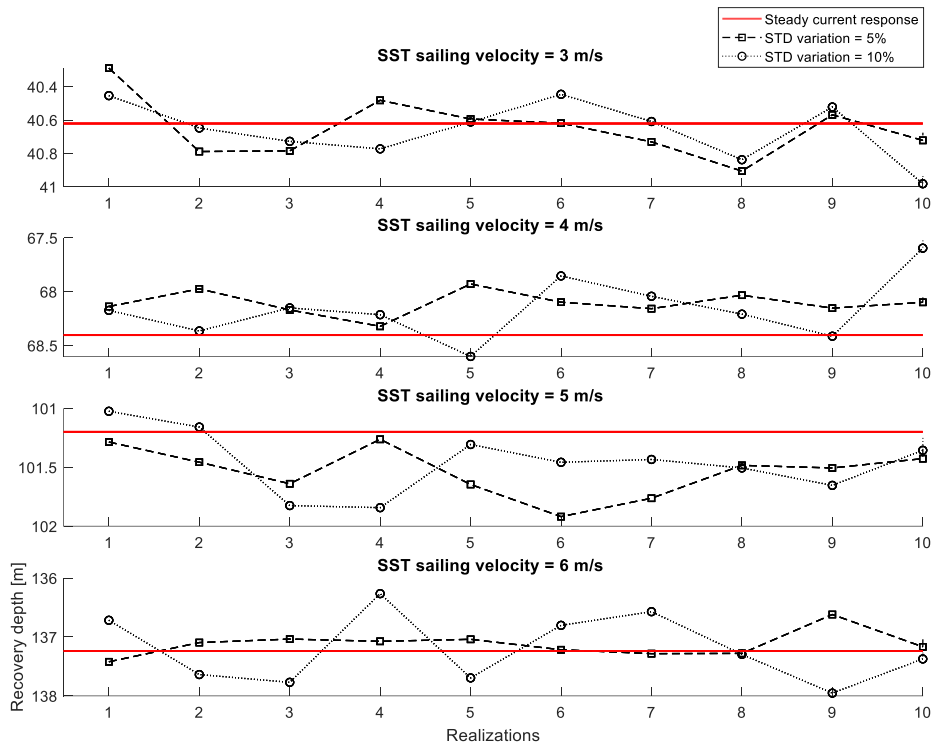 Steady current response
STD variation = 5%
STD variation = 10%
SST sailing velocity = 3 m/s
40.4
40.6
40.8
41
1 2 3 4 5 6 7 8 9 10
SST sailing velocity = 4 m/s
67.5
68
68.5
1 2 3 4 5 6 7 8 9 10
SST sailing velocity = 5 m/s
101
101.5
102
1 2 3 4 5 6 7 8 9 10
SST sailing velocity = 6 m/s
136
137
138
1 2 3 4 5 6 7 8 9 10
Recovery depth [m]
Realizations